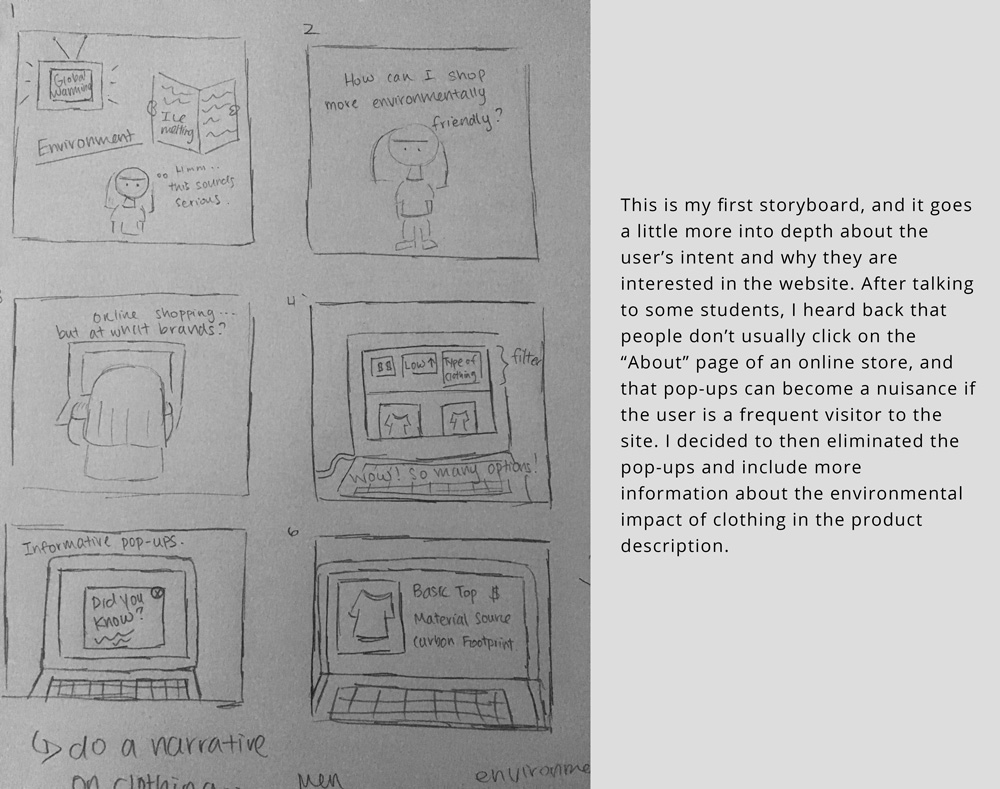 1
Global
Warming
Ice
melting
Environment
Hmm..
this sounds
serious.
2
How can I shop
more environmentally
friendly?
online shopping...
but at what brands?
4
$$
Low ↑
Type of
clothing
filter
Wow! so many options!
Informative pop-ups.
Did you
know?
6
Basic Top $
Material Source
Carbon Footprint
↳ do a narrative
on clothing
Men
This is my first storyboard, and it goes
a little more into depth about the
user's intent and why they are
interested in the website. After talking
to some students, I heard back that
people don't usually click on the
“About” page of an online store, and
that pop-ups can become a nuisance if
the user is a frequent visitor to the
site. I decided to then eliminated the
pop-ups and include more
information about the environmental
impact of clothing in the product
description.